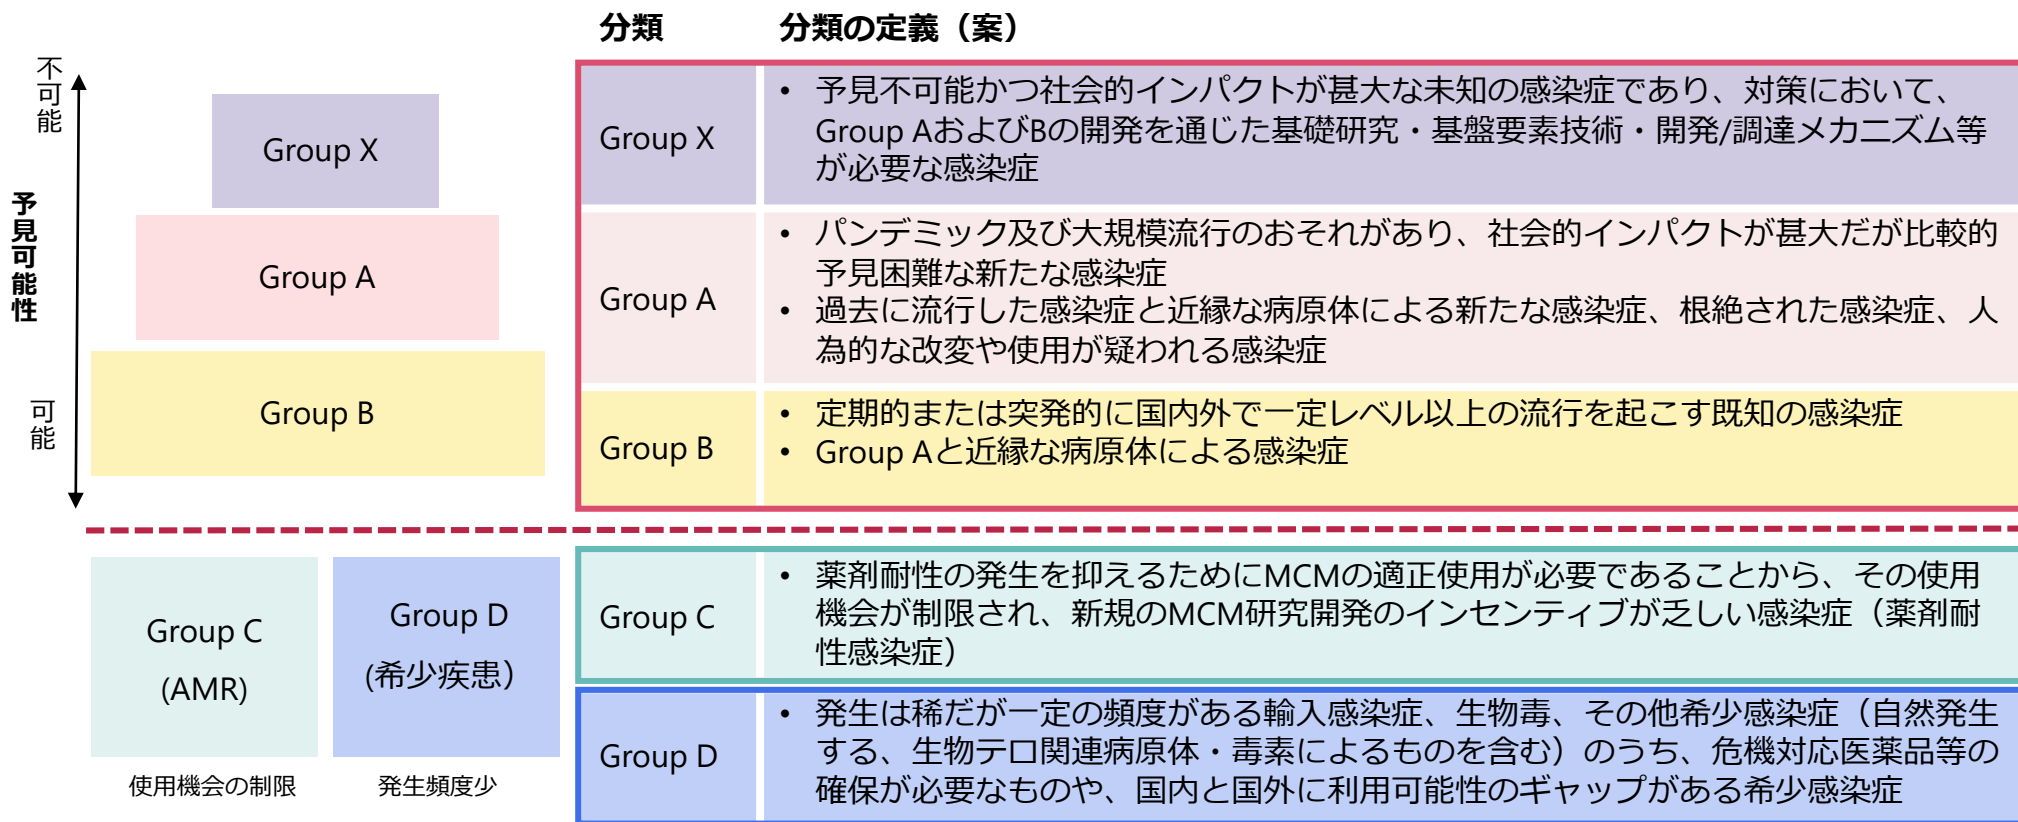 分類 分類の定義（案）
不可能
予見可能性
可能
Group X
Group A
Group B
Group X
• 予見不可能かつ社会的インパクトが甚大な未知の感染症であり、対策において、
Group AおよびBの開発を通じた基礎研究・基盤要素技術・開発/調達メカニズム等
が必要な感染症
Group A
• パンデミック及び大規模流行のおそれがあり、社会的インパクトが甚大だが比較的
予見困難な新たな感染症
• 過去に流行した感染症と近縁な病原体による新たな感染症、根絶された感染症、人
為的な改変や使用が疑われる感染症
Group B
• 定期的または突発的に国内外で一定レベル以上の流行を起こす既知の感染症
• Group Aと近縁な病原体による感染症
Group C
(AMR)
使用機会の制限
Group D
(希少疾患）
発生頻度少
Group C
• 薬剤耐性の発生を抑えるためにMCMの適正使用が必要であることから、その使用
機会が制限され、新規のMCM研究開発のインセンティブが乏しい感染症（薬剤耐
性感染症）
Group D
• 発生は稀だが一定の頻度がある輸入感染症、生物毒、その他希少感染症（自然発生
する、生物テロ関連病原体・毒素によるものを含む）のうち、危機対応医薬品等の
確保が必要なものや、国内と国外に利用可能性のギャップがある希少感染症